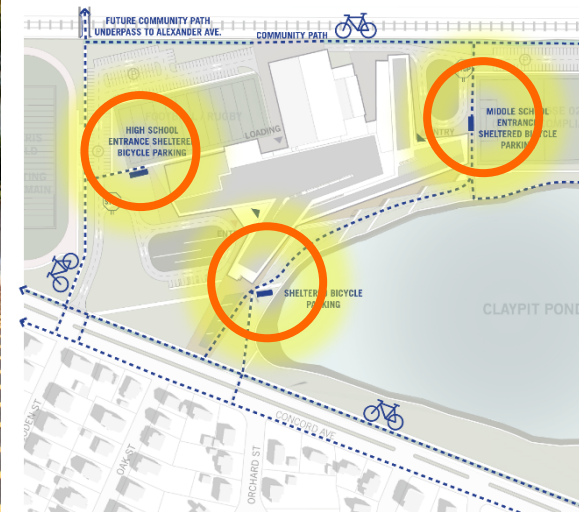 FUTURE COMMUNITY PATH
UNDERPASS TO ALEXANDER AVE.
COMMUNITY PATH
HIGH SCHOOL
ENTRANCE SHELTERED
BICYCLE PARKING
LOADING
MIDDLE SCHOOL
ENTRANCE
SHELTERED BICYCLE
PARKING
SHELTERED BICYCLE
PARKING
CLAYPIT POND
CONCORD AVE
OAK ST
ORCHARD ST